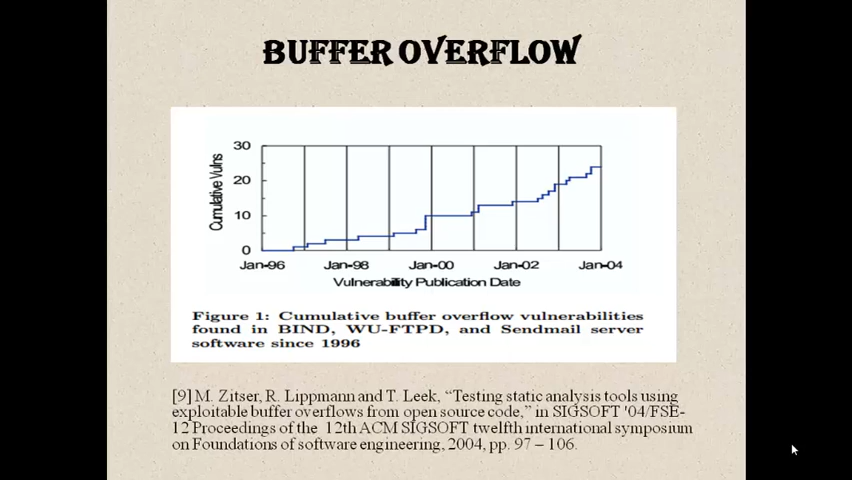 BUFFER OVERFLOW
30
20
10
0
Cumulative Vulns
Jan-96 Jan-98 Jan-00 Jan-02 Jan-04
Vulnerability Publication Date
Figure 1: Cumulative buffer overflow vulnerabilities
found in BIND, WU-FTPD, and Sendmail server
software since 1996
[9] M. Zitser, R. Lippmann and T. Leek, “Testing static analysis tools using
exploitable buffer overflows from open source code,” in SIGSOFT '04/FSE-
12 Proceedings of the 12th ACM SIGSOFT twelfth international symposium
on Foundations of software engineering, 2004, pp. 97 – 106.